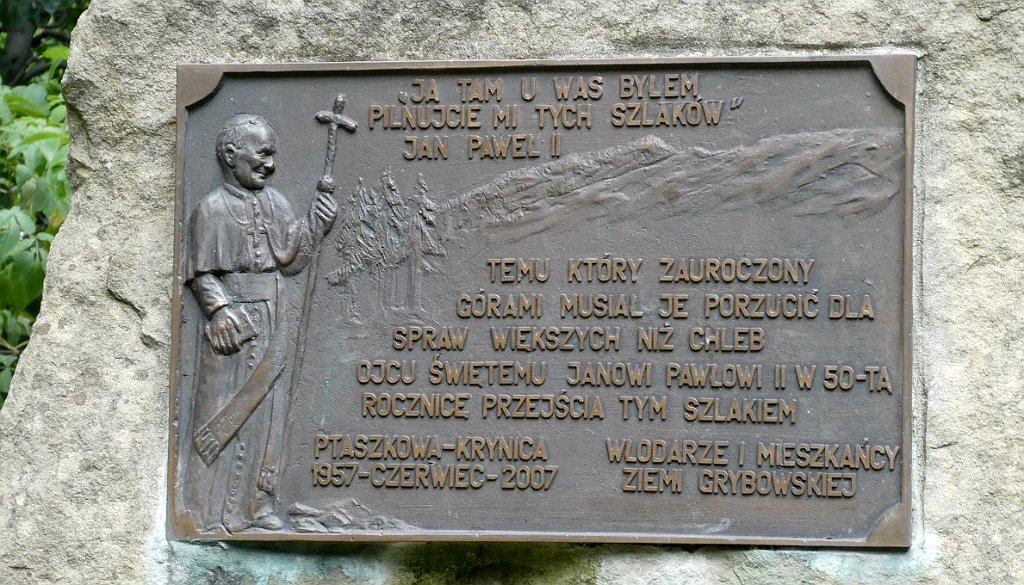 „JA TAM U WAS BYŁEM,
PILNUJCIE MI TYCH SZLAKÓW"
JAN PAWEŁ II
TEMU KTÓRY ZAUROCZONY
GÓRAMI MUSIAŁ JE PORZUCIĆ DLA
SPRAW WIĘKSZYCH NIŻ CHLEB
OJCU ŚWIĘTEMU JANOWI PAWŁOWI II W 50-TĄ
ROCZNICĘ PRZEJŚCIA TYM SZLAKIEM
PTASZKOWA-KRYNICA
1957-CZERWIEC-2007
WŁODARZE I MIESZKAŃCY
ZIEMI GRYBOWSKIEJ